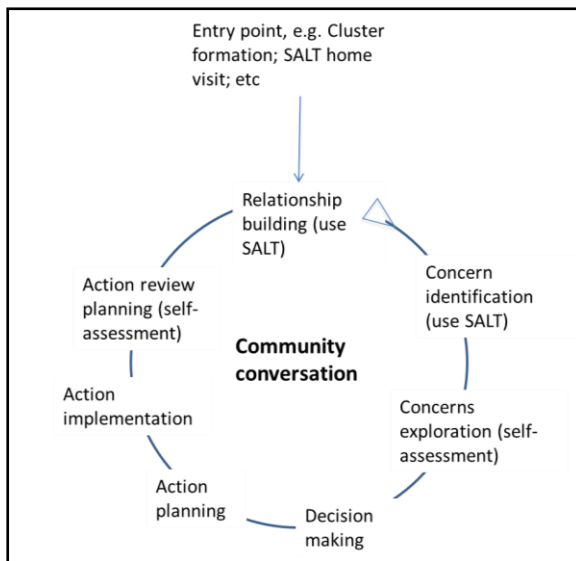 Entry point, e.g. Cluster
formation; SALT home
visit; etc
Relationship
building (use
SALT)
Concern
identification
(use SALT)
Concerns
exploration (self-
assessment)
Decision
making
Action
planning
Action
implementation
Action review
planning (self-
assessment)
Community
conversation